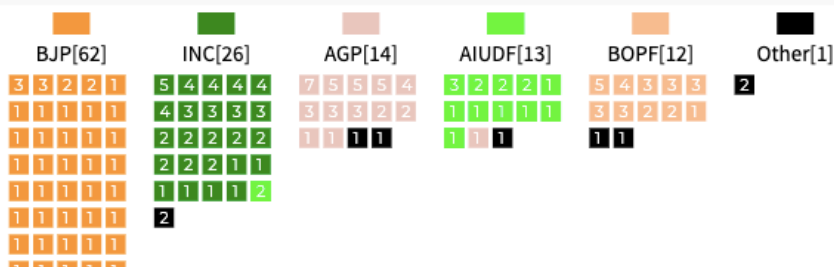 BJP[62] INC[26] AGP[14] AIUDF[13] BOPF[12] Other[1]
3 3 2 2 1 5 4 4 4 4 7 5 5 5 4 3 2 2 2 1 5 4 3 3 3 2
1 1 1 1 1 4 3 3 3 3 3 3 3 2 2 1 1 1 1 1 3 3 2 2 1
1 1 1 1 1 2 2 2 2 2 1 1 1 1 1 1 1 1 1
1 1 1 1 1 2 2 2 1 1
1 1 1 1 1 1 1 1 1 2
1 1 1 1 1 2
1 1 1 1 1